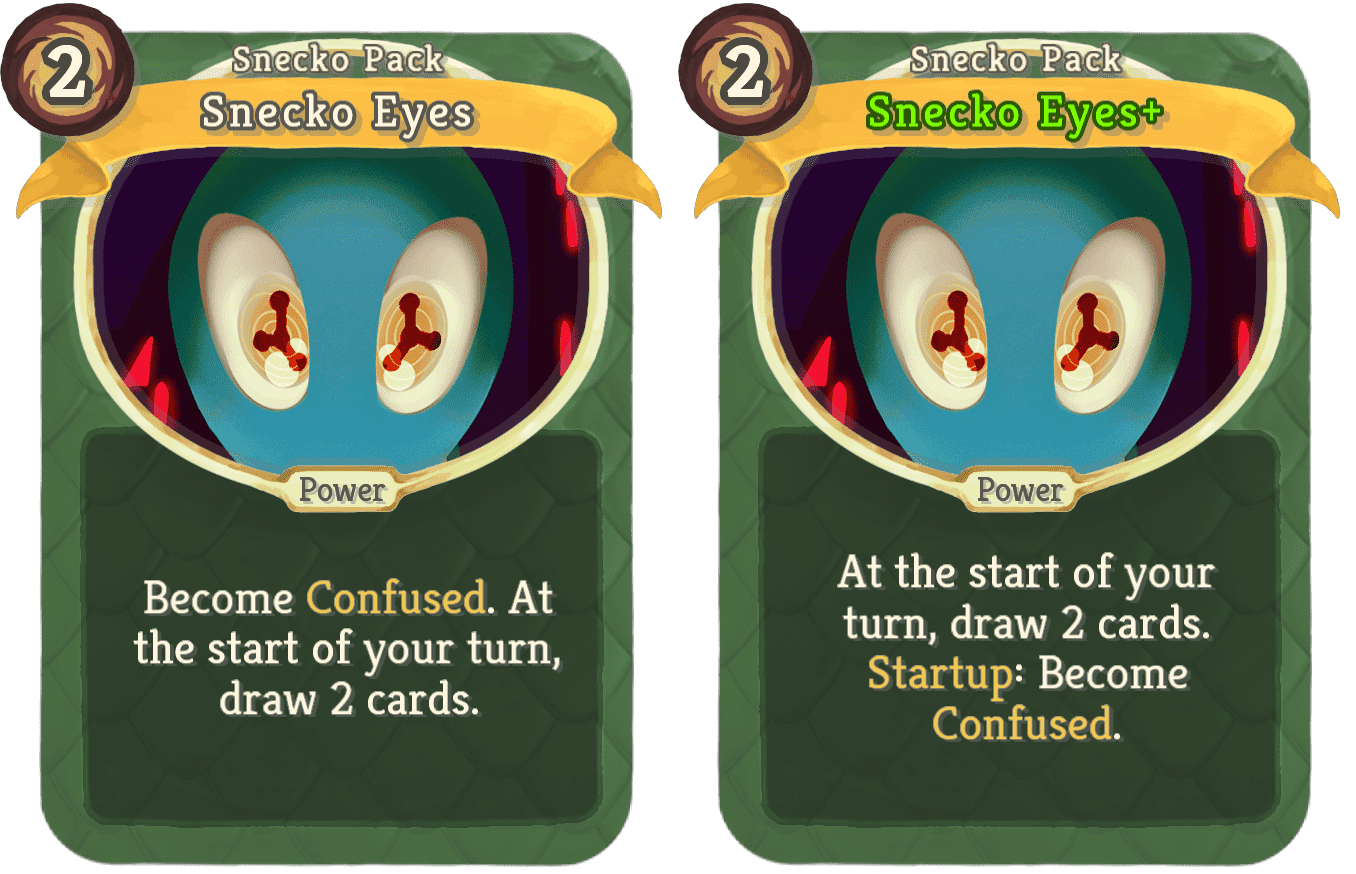 2
Snecko Pack
Snecko Eyes
Power
Become Confused. At
the start of your turn,
draw 2 cards.
2
Snecko Pack
Snecko Eyes+
Power
At the start of your
turn, draw 2 cards.
Startup: Become
Confused.